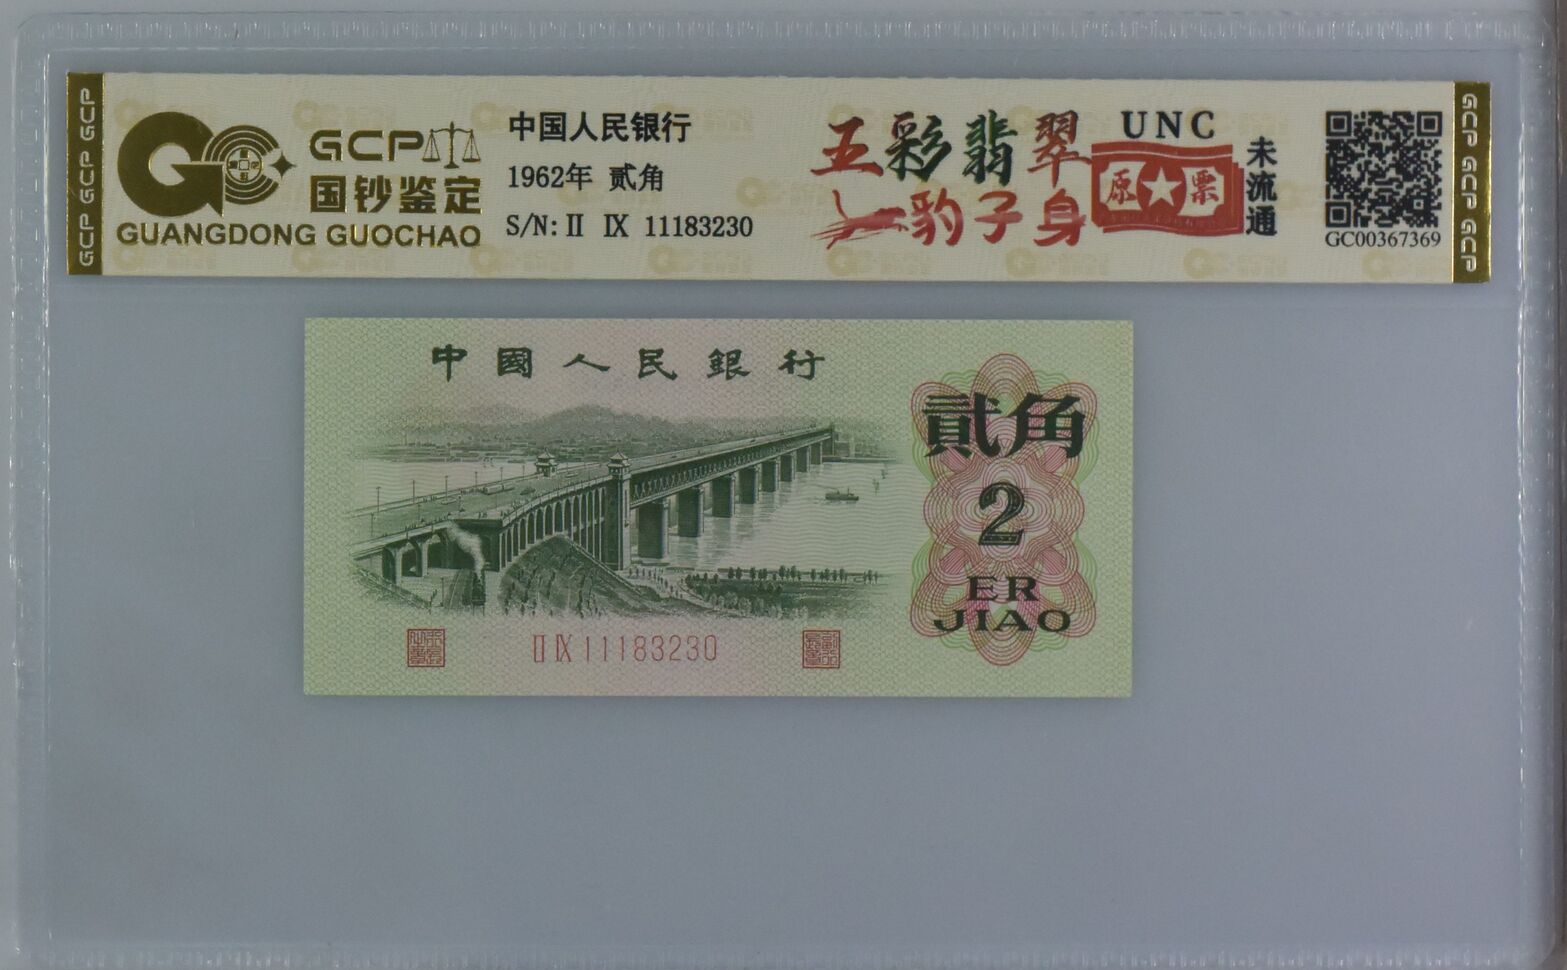 GCP GCP GCP
GCP
国钞鉴定
GUANGDONG GUOCHAO
中国人民银行
1962年 贰角
S/N: II IX 11183230
五彩翡翠
豹子身
UNC
原票
未流通
GC00367369
GCP GCP GCP
中國人民銀行
貳角
2
ER
JIAO
II IX 11183230